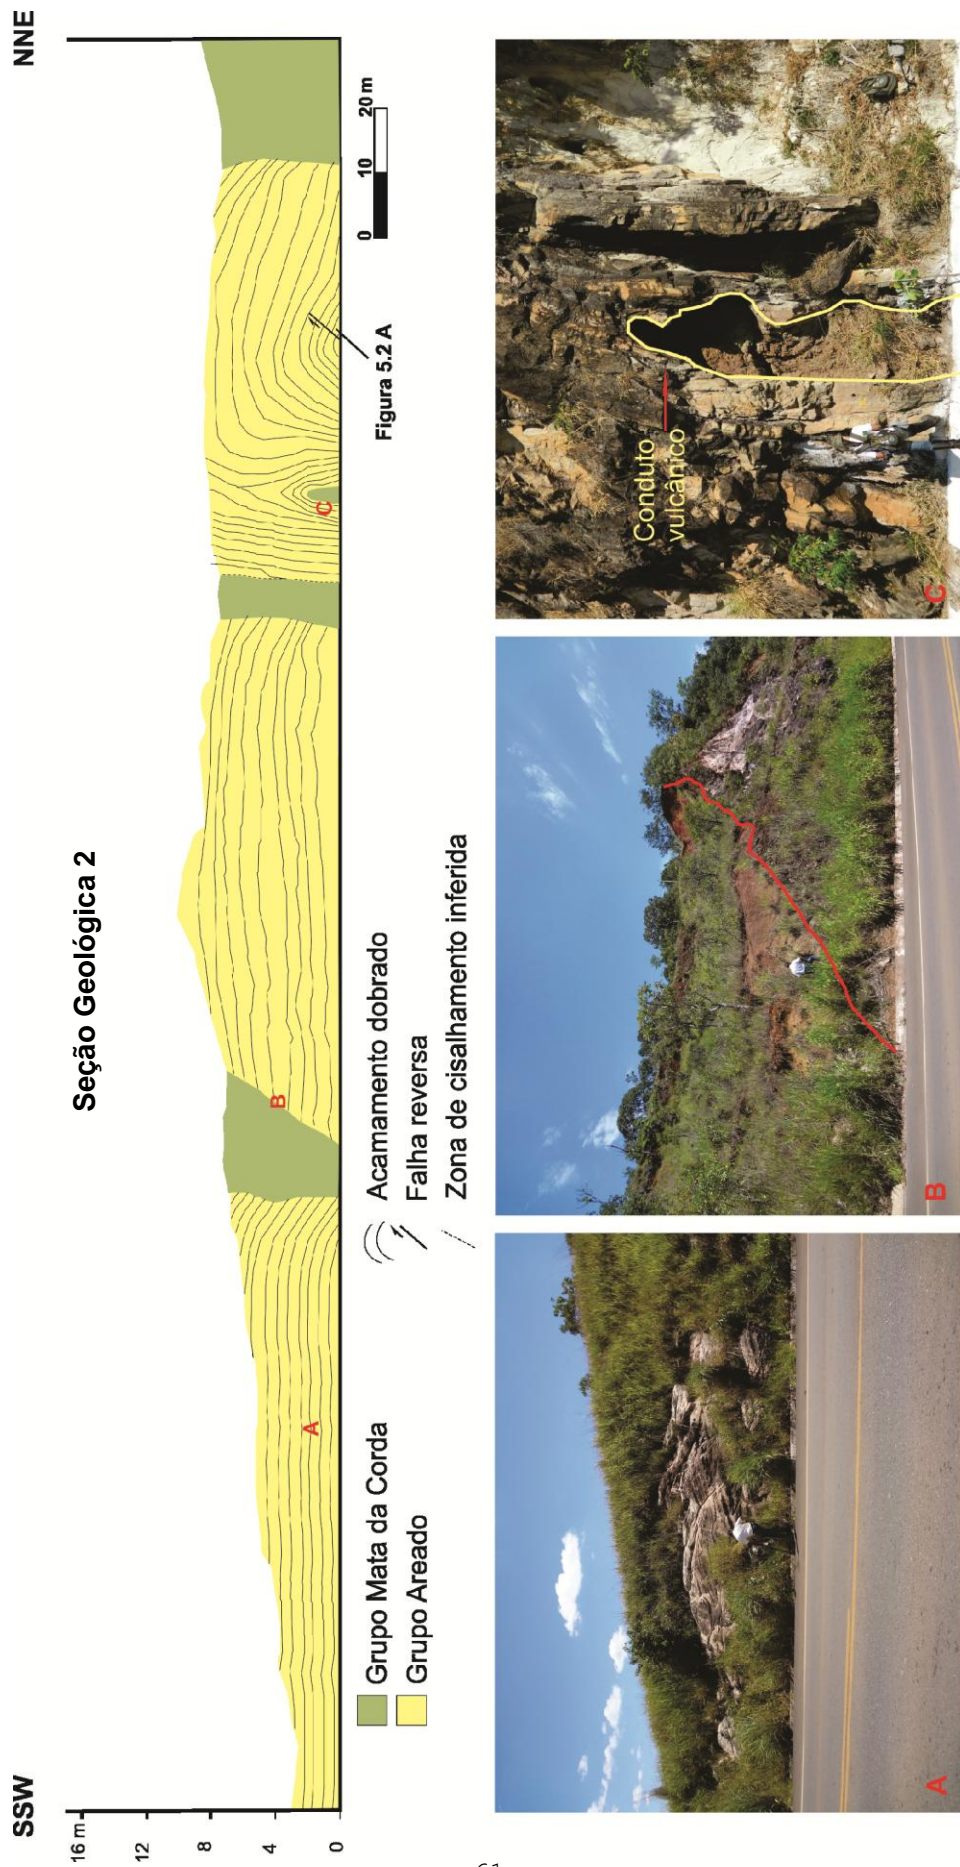 Seção Geológica 2
SSW
NNE
16 m
12
8
4
0
A
B
C
Figura 5.2 A
0 10 20 m
Grupo Mata da Corda
Grupo Areado
Acamamento dobrado
Falha reversa
Zona de cisalhamento inferida
A
B
C
Conduto
vulcânico